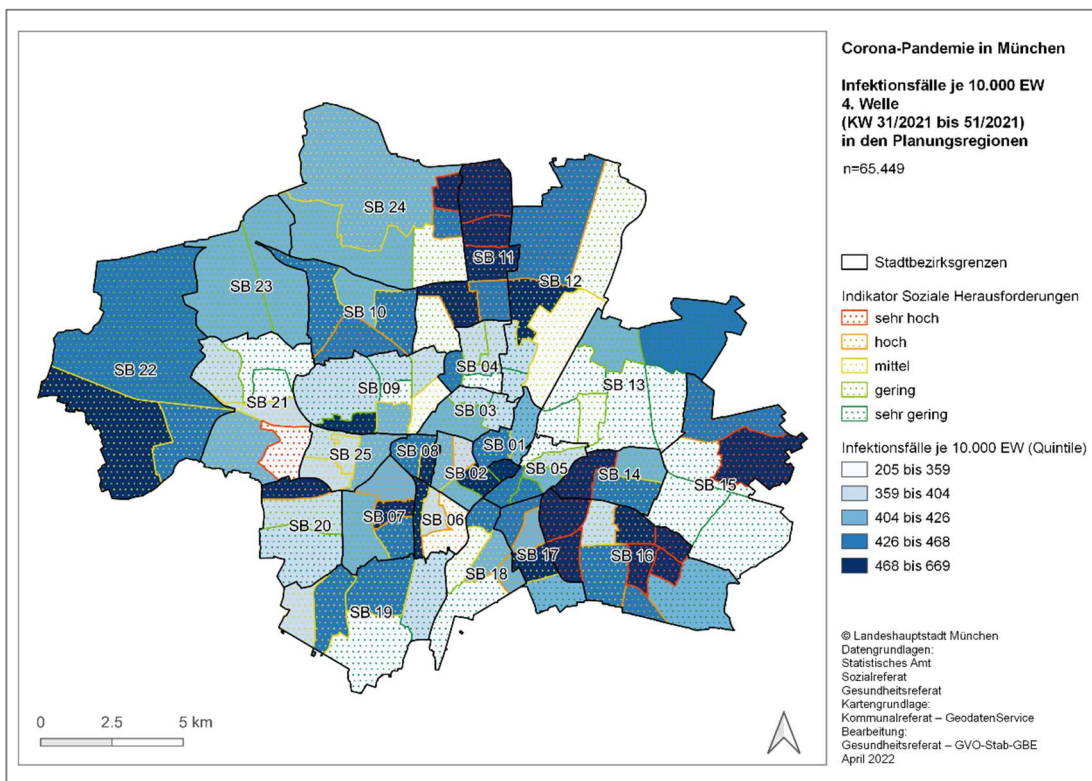 Corona-Pandemie in München
Infektionsfälle je 10.000 EW
4. Welle
(KW 31/2021 bis 51/2021)
in den Planungsregionen
n=65.449
Stadtbezirksgrenzen
Indikator Soziale Herausforderungen
sehr hoch
hoch
mittel
gering
sehr gering
Infektionsfälle je 10.000 EW (Quintile)
205 bis 359
359 bis 404
404 bis 426
426 bis 468
468 bis 669
© Landeshauptstadt München
Datengrundlagen:
Statistisches Amt
Sozialreferat
Gesundheitsreferat
Kartengrundlage:
Kommunalreferat – GeodatenService
Bearbeitung:
Gesundheitsreferat – GVO-Stab-GBE
April 2022
SB 24
SB 11
SB 12
SB 23
SB 10
SB 22
SB 04
SB 13
SB 09
SB 21
SB 03
SB 01
SB 08
SB 25
SB 02
SB 05
SB 14
SB 15
SB 07
SB 06
SB 20
SB 17
SB 16
SB 18
SB 19
0 2.5 5 km